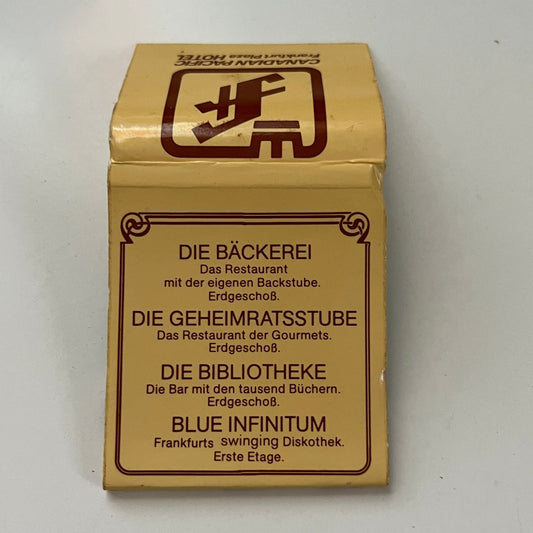 CANADIAN PACIFIC
Frankfurt Plaza HOTEL
DIE BÄCKEREI
Das Restaurant
mit der eigenen Backstube.
Erdgeschoß.
DIE GEHEIMRATSSTUBE
Das Restaurant der Gourmets.
Erdgeschoß.
DIE BIBLIOTHEKE
Die Bar mit den tausend Büchern.
Erdgeschoß.
BLUE INFINITUM
Frankfurts swinging Diskothek.
Erste Etage.